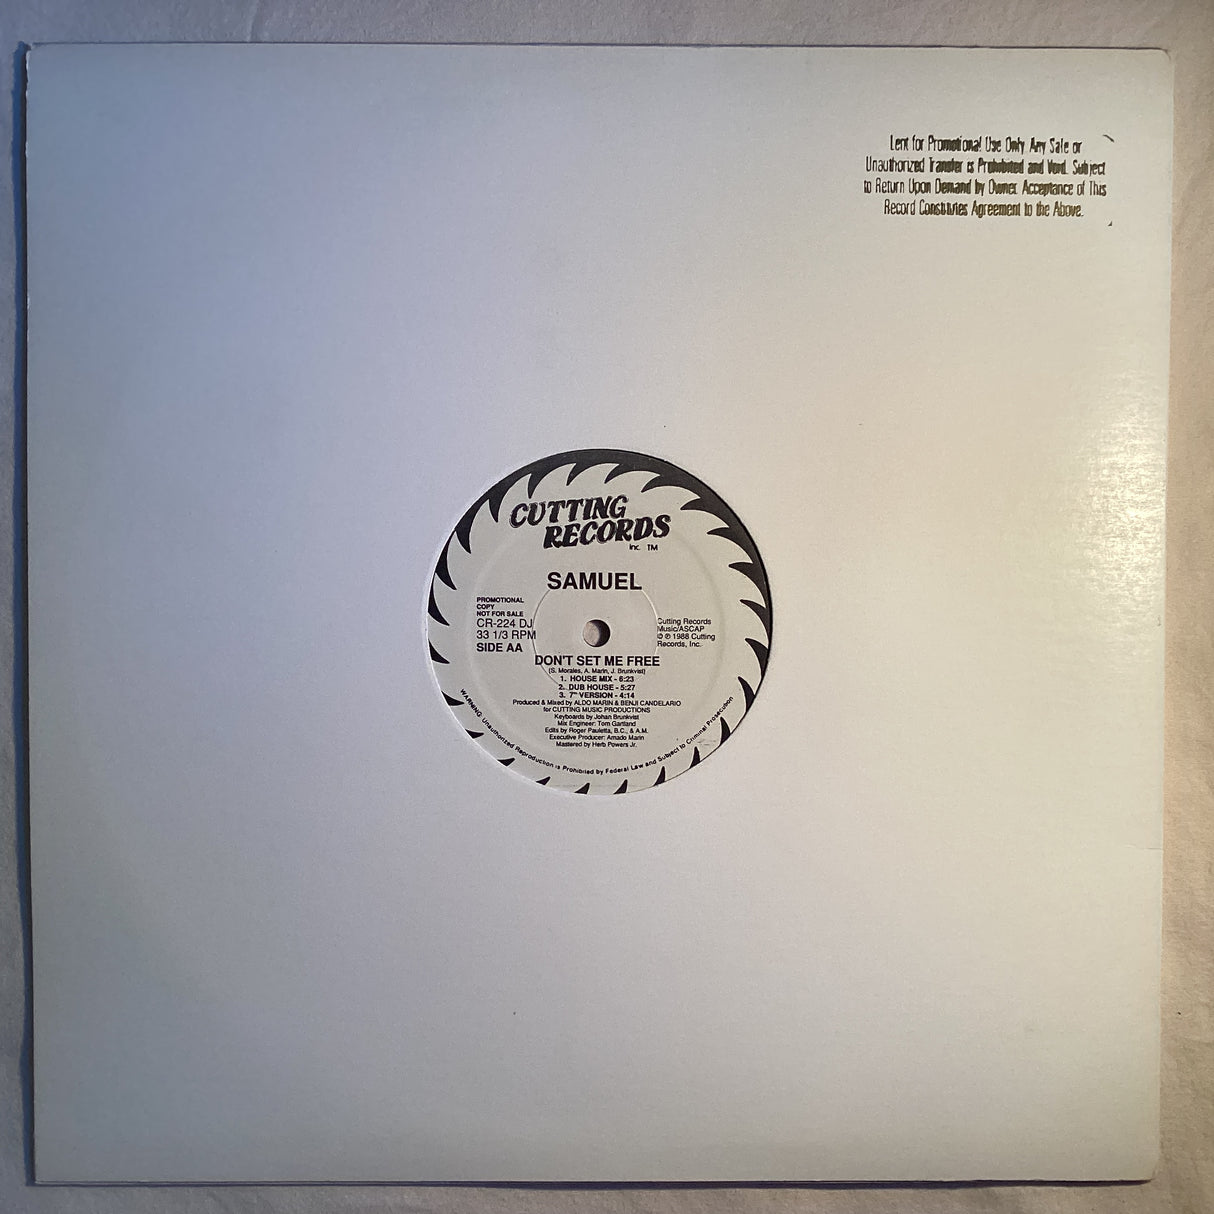 Lent for Promotional Use Only Any Sale or
Unauthorized Transfer is Prohibited and Void. Subject
to Return Upon Demand by Owner. Acceptance of This
Record Constitutes Agreement to the Above.
CUTTING
RECORDS
Inc. TM
SAMUEL
PROMOTIONAL
COPY
NOT FOR SALE
CR-224 DJ
33 1/3 RPM
SIDE AA
Cutting Records
Music/ASCAP
© ℗ 1988 Cutting
Records, Inc.
DON'T SET ME FREE
(S. Morales, A. Marin, J. Brunkvist)
1. HOUSE MIX - 6:23
2. DUB HOUSE - 5:27
3. 7" VERSION - 4:14
Produced & Mixed by ALDO MARIN & BENJI CANDELARIO
for CUTTING MUSIC PRODUCTIONS
Keyboards by Johan Brunkvist
Mix Engineer: Tom Gartland
Edits by Roger Pauletta, B.C., & A.M.
Executive Producer: Amado Marin
Mastered by Herb Powers Jr.
WARNING: Unauthorized Reproduction is Prohibited by Federal Law and Subject to Criminal Prosecution